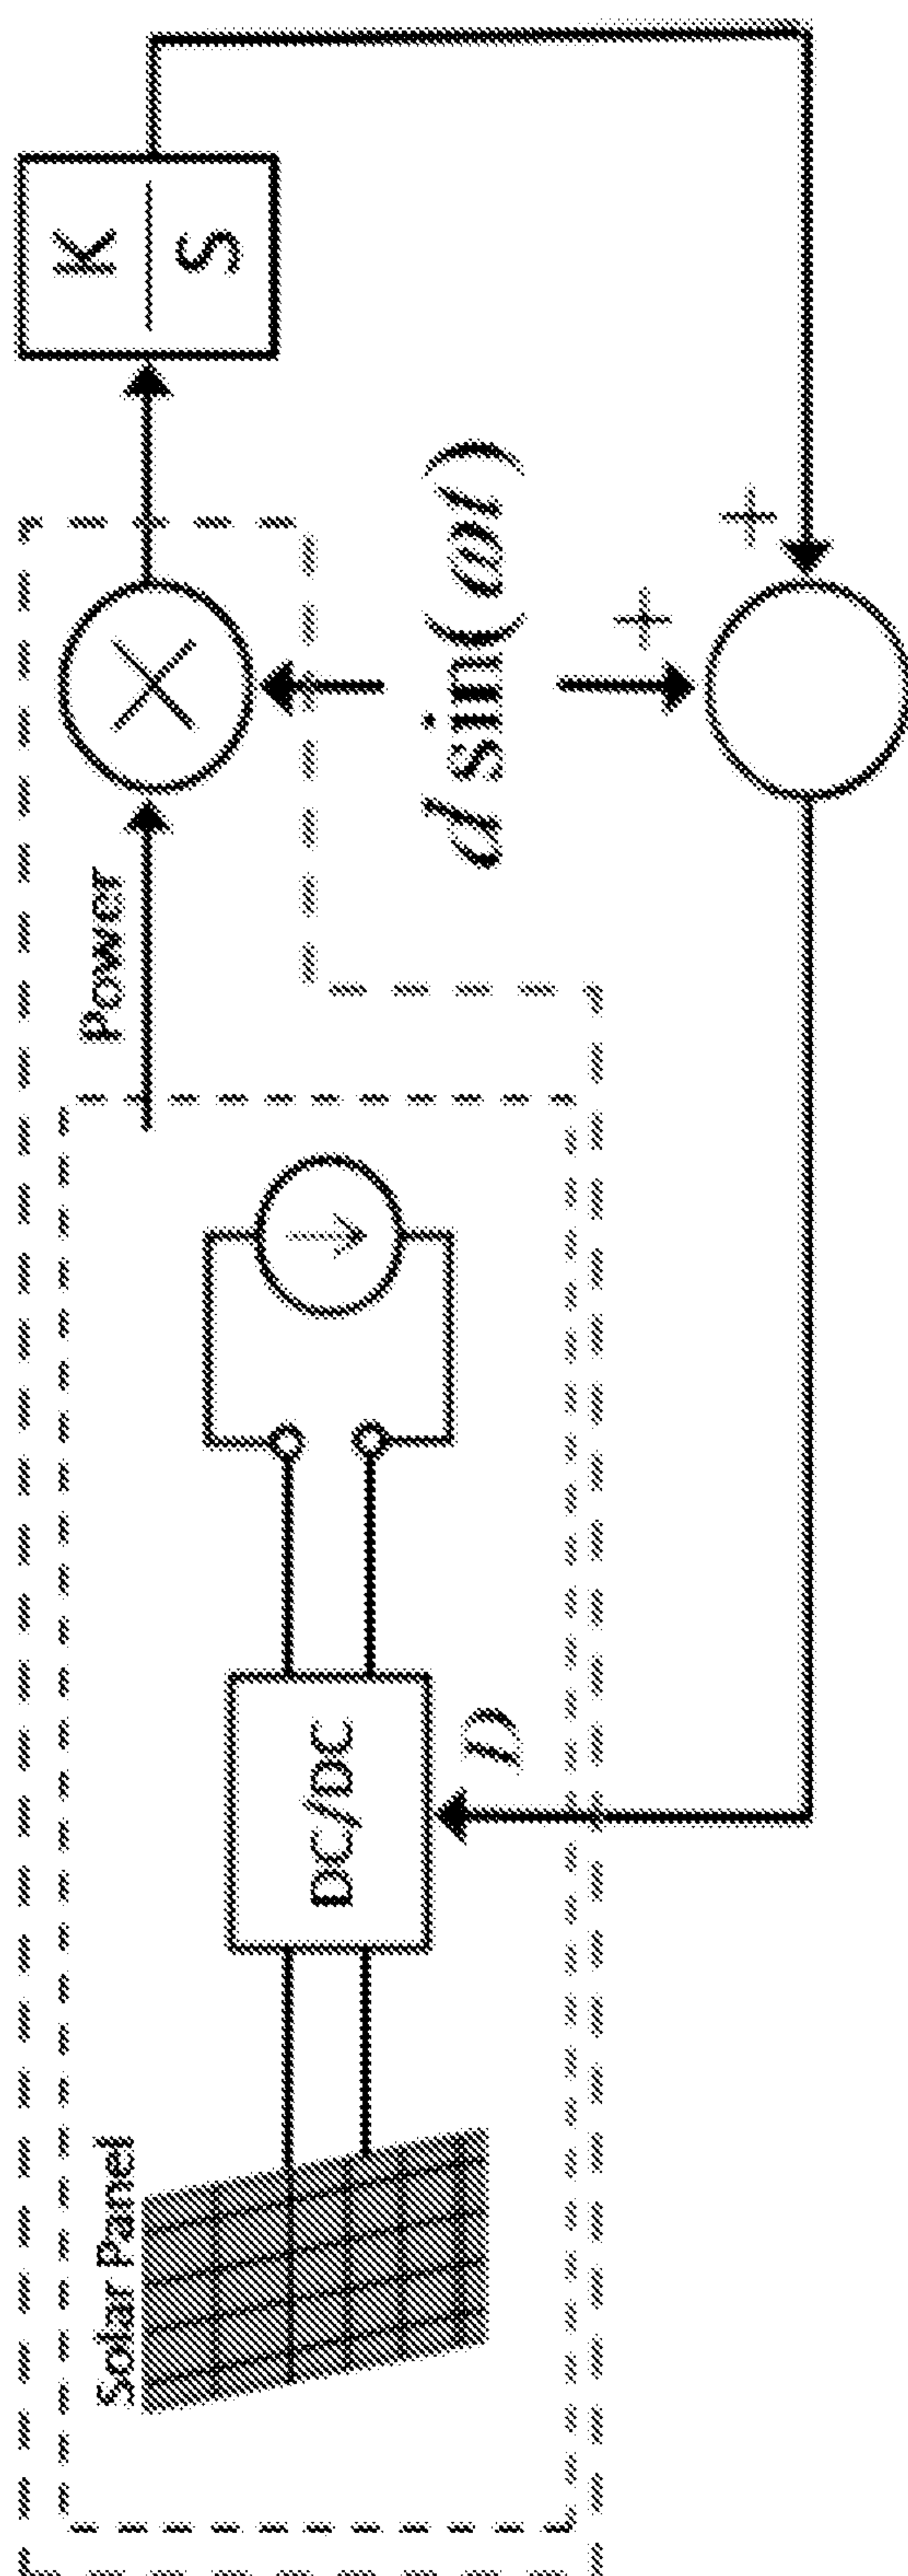 Solar Panel
DC/DC
D
Power
×
d sin(ωt)
+
+
K
S